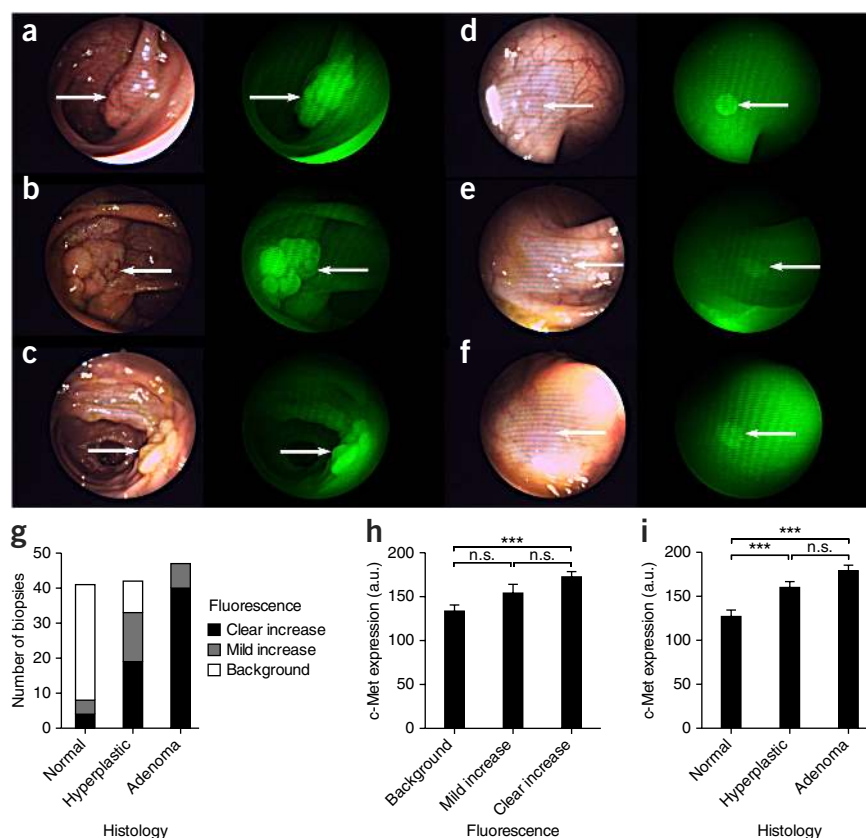 a
d
b
e
c
f
g
50
40
30
20
10
0
Number of biopsies
Normal
Hyperplastic
Adenoma
Histology
Fluorescence
Clear increase
Mild increase
Background
h
***
n.s. n.s.
200
150
100
50
0
c-Met expression (a.u.)
Background
Mild increase
Clear increase
Fluorescence
i
***
*** n.s.
200
150
100
50
0
c-Met expression (a.u.)
Normal
Hyperplastic
Adenoma
Histology